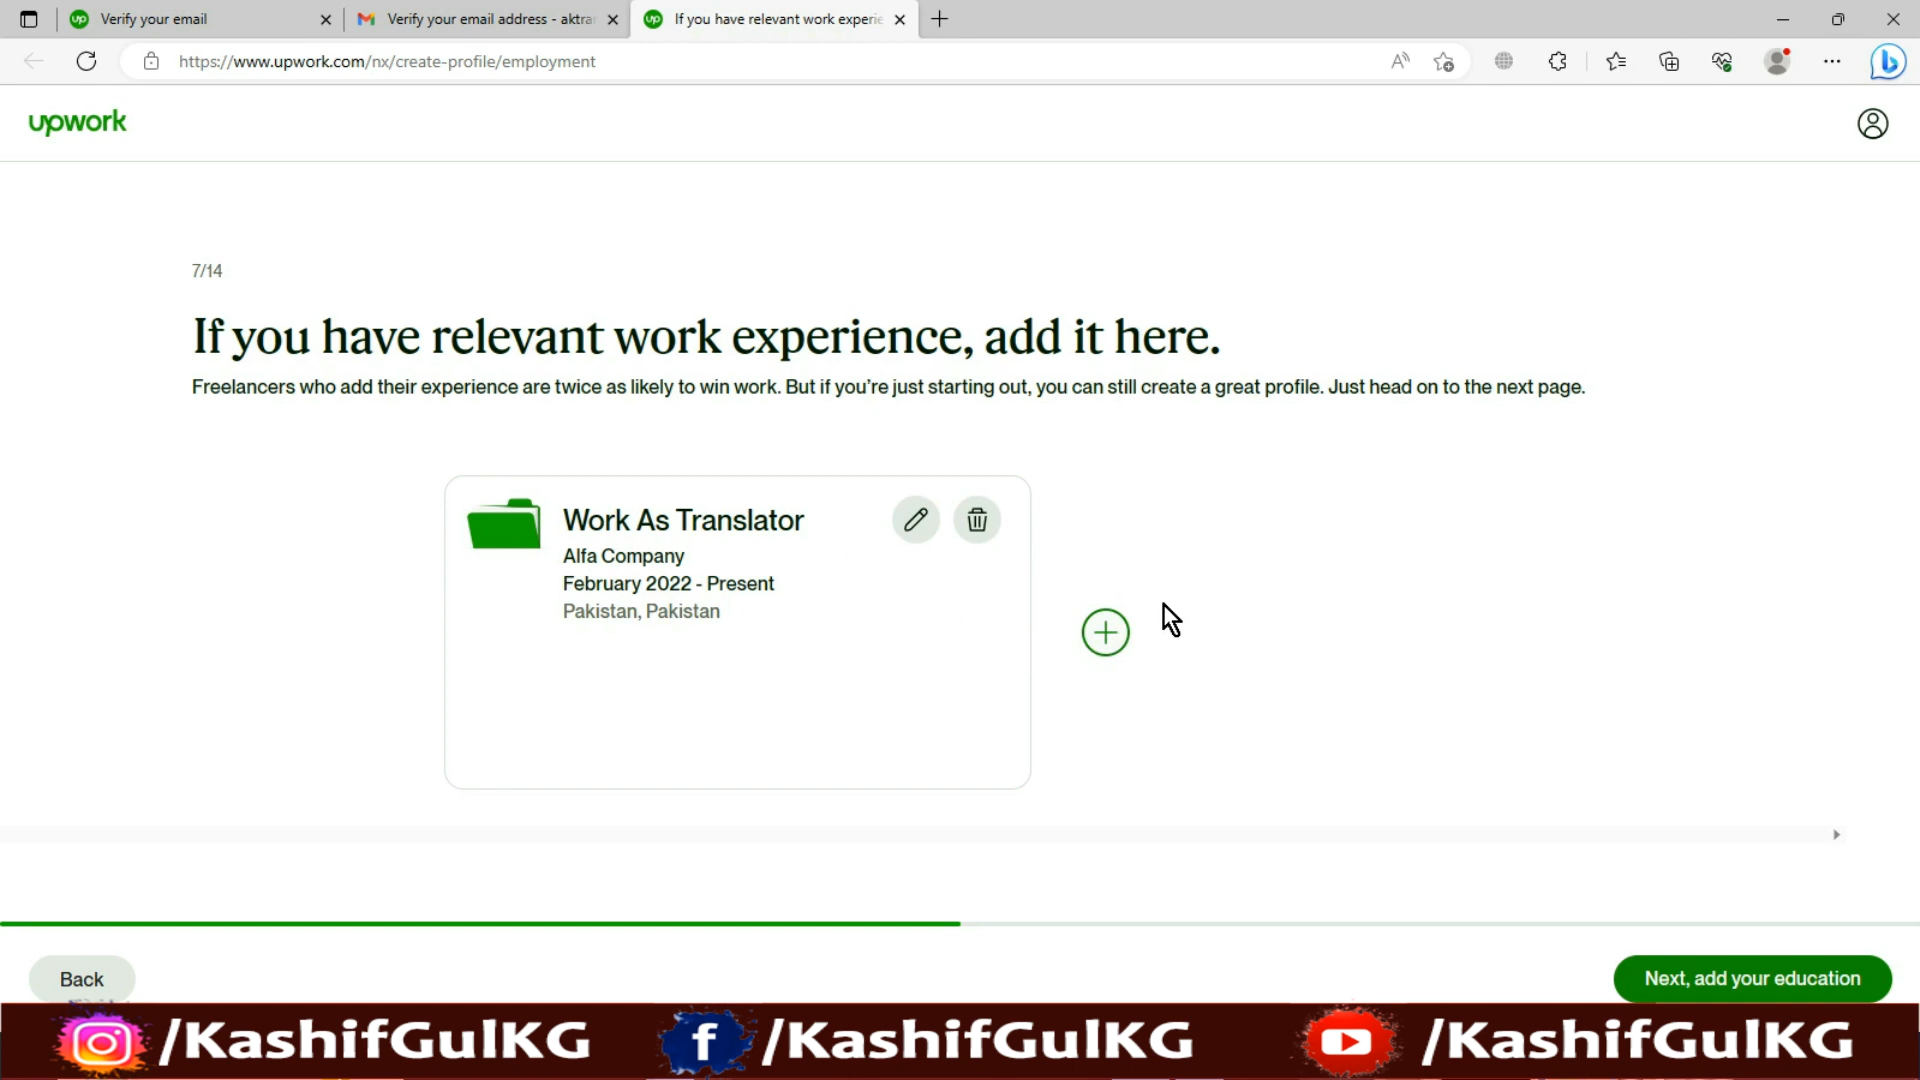 Verify your email
Verify your email address - aktra
If you have relevant work experie
https://www.upwork.com/nx/create-profile/employment
upwork
7/14
If you have relevant work experience, add it here.
Freelancers who add their experience are twice as likely to win work. But if you’re just starting out, you can still create a great profile. Just head on to the next page.
Work As Translator
Alfa Company
February 2022 - Present
Pakistan, Pakistan
Back
Next, add your education
/KashifGulKG
/KashifGulKG
/KashifGulKG